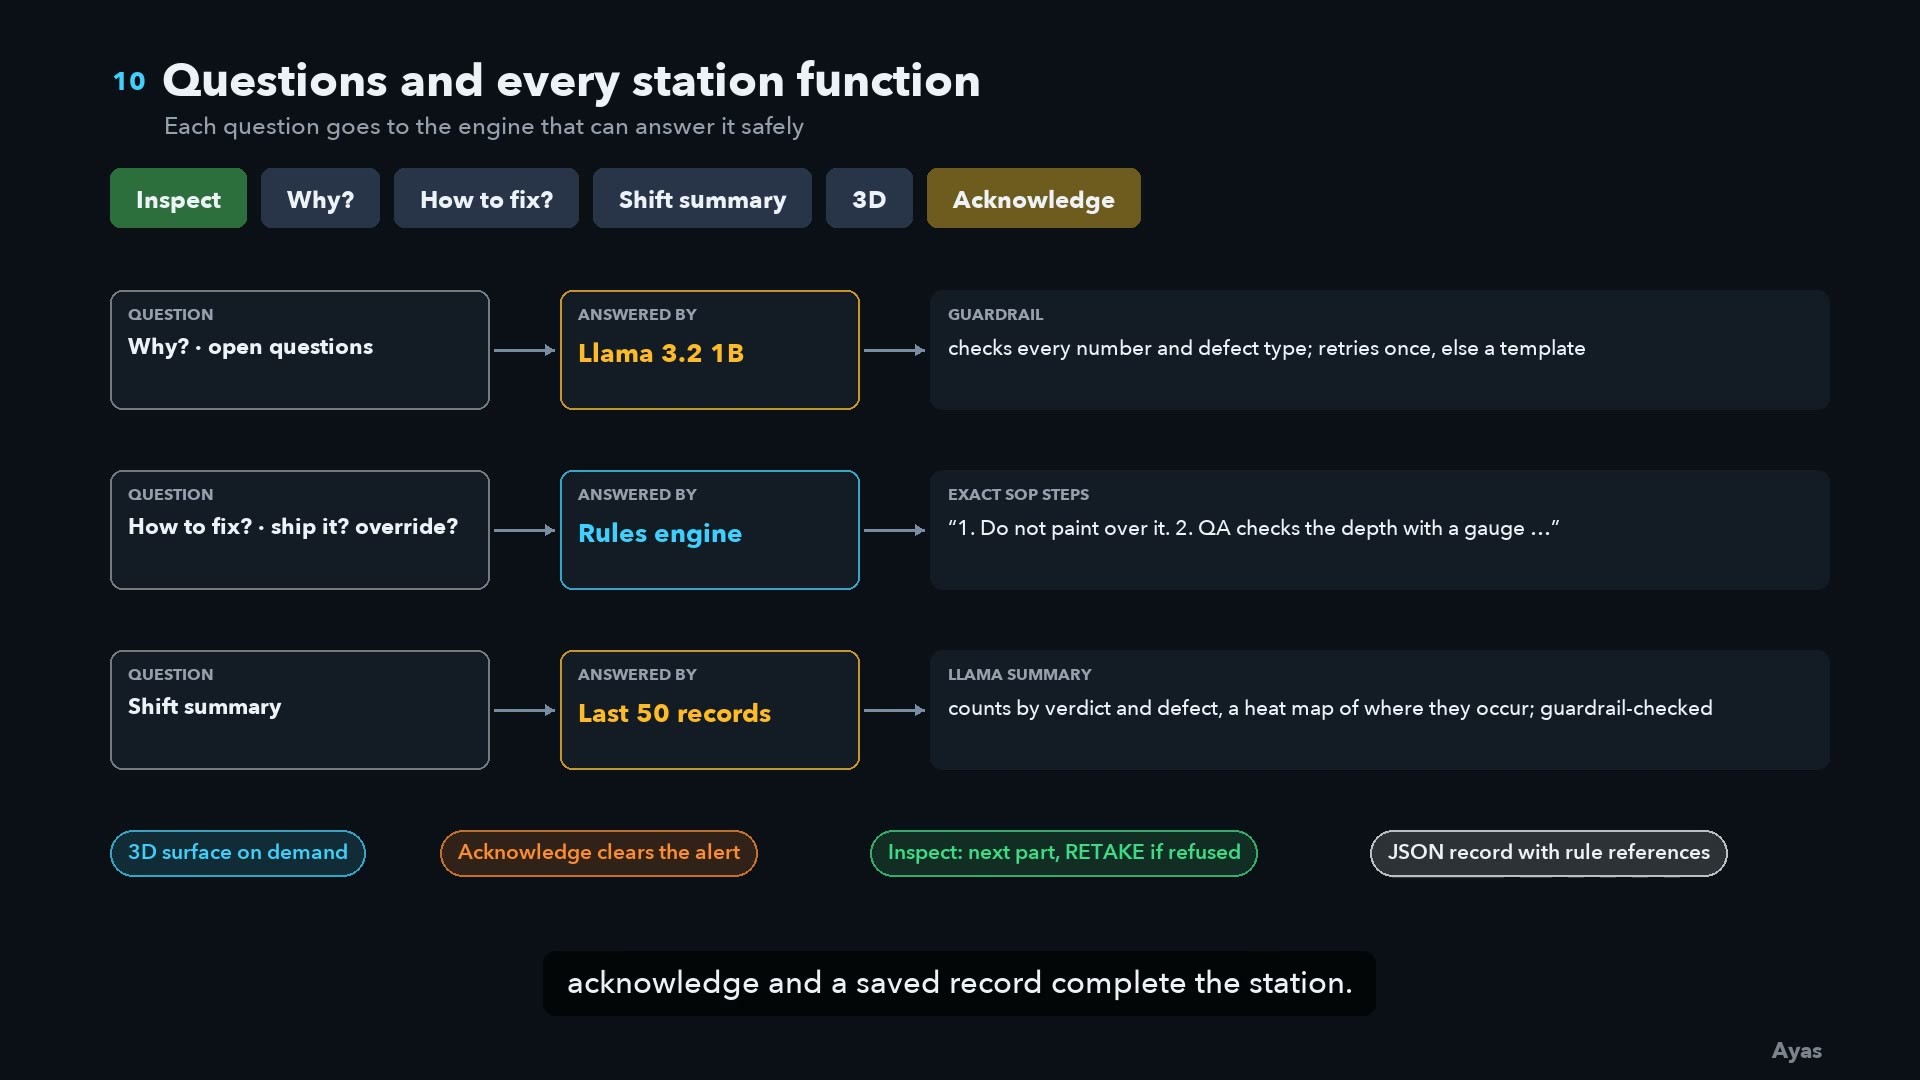 10 Questions and every station function
Each question goes to the engine that can answer it safely
Inspect
Why?
How to fix?
Shift summary
3D
Acknowledge
QUESTION
Why? · open questions
ANSWERED BY
Llama 3.2 1B
GUARDRAIL
checks every number and defect type; retries once, else a template
QUESTION
How to fix? · ship it? override?
ANSWERED BY
Rules engine
EXACT SOP STEPS
“1. Do not paint over it. 2. QA checks the depth with a gauge …”
QUESTION
Shift summary
ANSWERED BY
Last 50 records
LLAMA SUMMARY
counts by verdict and defect, a heat map of where they occur; guardrail-checked
3D surface on demand
Acknowledge clears the alert
Inspect: next part, RETAKE if refused
JSON record with rule references
acknowledge and a saved record complete the station.
Ayas